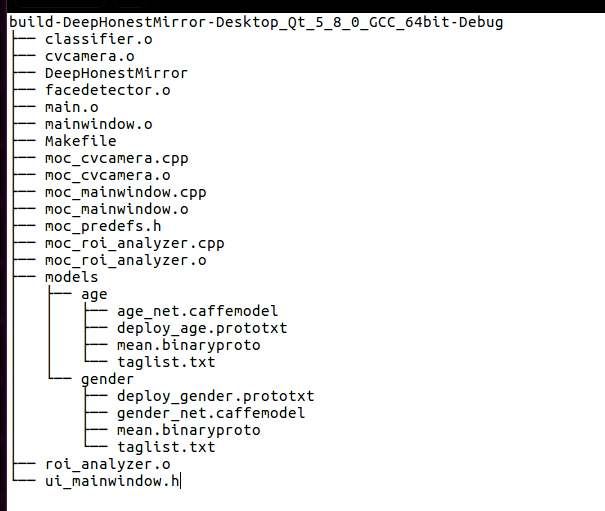 build-DeepHonestMirror-Desktop_Qt_5_8_0_GCC_64bit-Debug
├── classifier.o
├── cvcamera.o
├── DeepHonestMirror
├── facedetector.o
├── main.o
├── mainwindow.o
├── Makefile
├── moc_cvcamera.cpp
├── moc_cvcamera.o
├── moc_mainwindow.cpp
├── moc_mainwindow.o
├── moc_predefs.h
├── moc_roi_analyzer.cpp
├── moc_roi_analyzer.o
├── models
│   ├── age
│   │   ├── age_net.caffemodel
│   │   ├── deploy_age.prototxt
│   │   ├── mean.binaryproto
│   │   └── taglist.txt
│   └── gender
│       ├── deploy_gender.prototxt
│       ├── gender_net.caffemodel
│       ├── mean.binaryproto
│       └── taglist.txt
├── roi_analyzer.o
└── ui_mainwindow.h